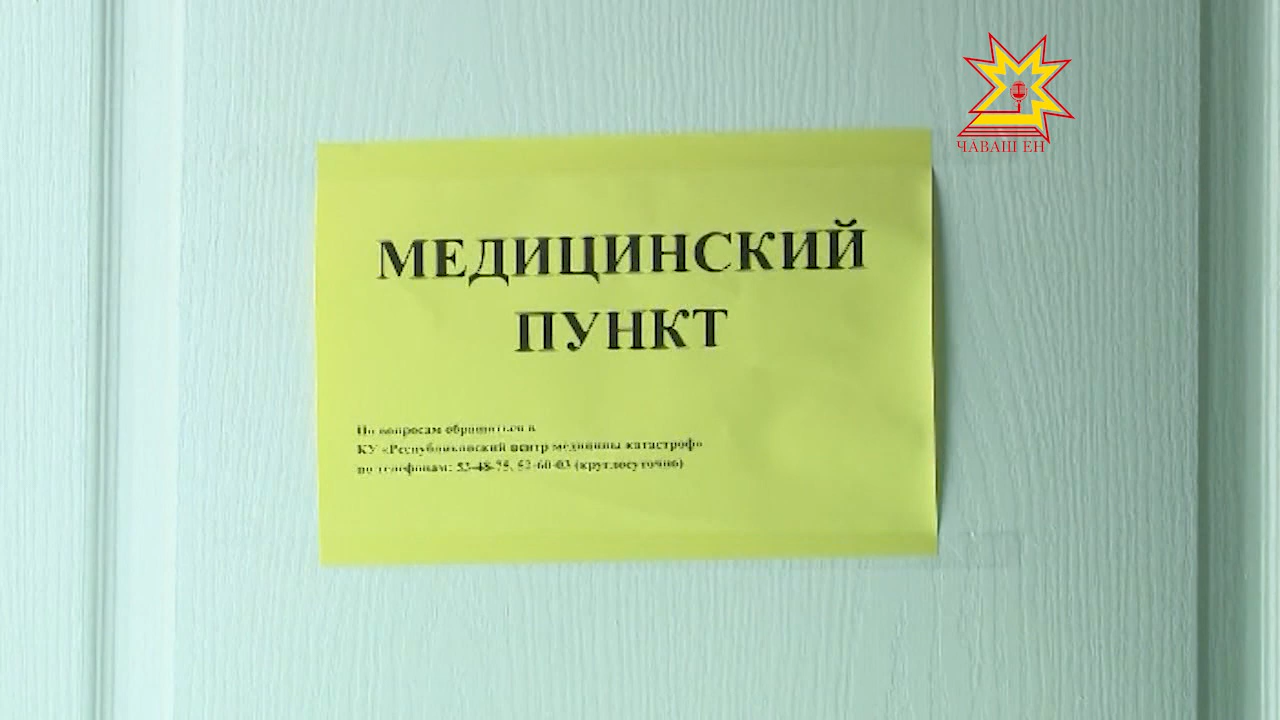 ЧАВАШ ЕН
МЕДИЦИНСКИЙ
ПУНКТ
По вопросам обращаться в
КУ «Республиканский центр медицины катастроф»
по телефонам: 52-60-03 (круглосуточно)